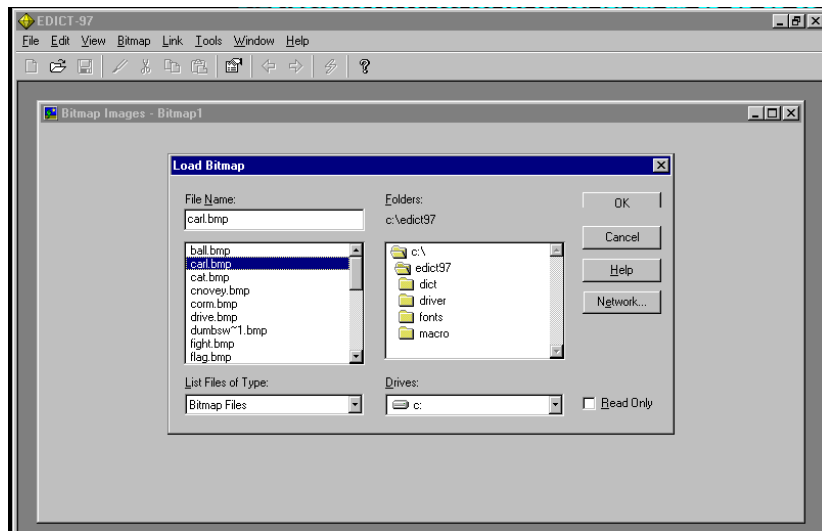 EDICT-97
File Edit View Bitmap Link Tools Window Help
Bitmap Images - Bitmap1
Load Bitmap
File Name:
carl.bmp
ball.bmp
carl.bmp
cat.bmp
cnovey.bmp
corm.bmp
drive.bmp
dumbsw~1.bmp
fight.bmp
flag.bmp
List Files of Type:
Bitmap Files
Folders:
c:\edict97
c:\
edict97
dict
driver
fonts
macro
Drives:
c:
OK
Cancel
Help
Network...
Read Only